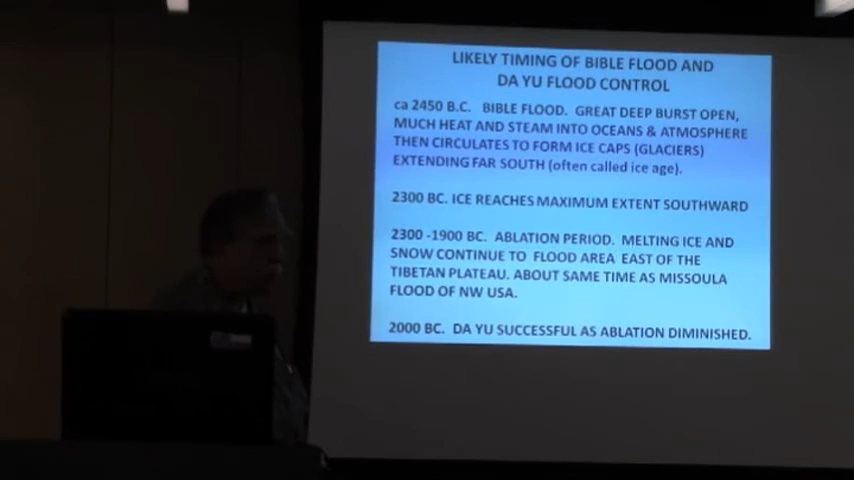 LIKELY TIMING OF BIBLE FLOOD AND
DA YU FLOOD CONTROL
ca 2450 B.C. BIBLE FLOOD. GREAT DEEP BURST OPEN,
MUCH HEAT AND STEAM INTO OCEANS & ATMOSPHERE
THEN CIRCULATES TO FORM ICE CAPS (GLACIERS)
EXTENDING FAR SOUTH (often called ice age).
2300 BC. ICE REACHES MAXIMUM EXTENT SOUTHWARD
2300 -1900 BC. ABLATION PERIOD. MELTING ICE AND
SNOW CONTINUE TO FLOOD AREA EAST OF THE
TIBETAN PLATEAU. ABOUT SAME TIME AS MISSOULA
FLOOD OF NW USA.
2000 BC. DA YU SUCCESSFUL AS ABLATION DIMINISHED.